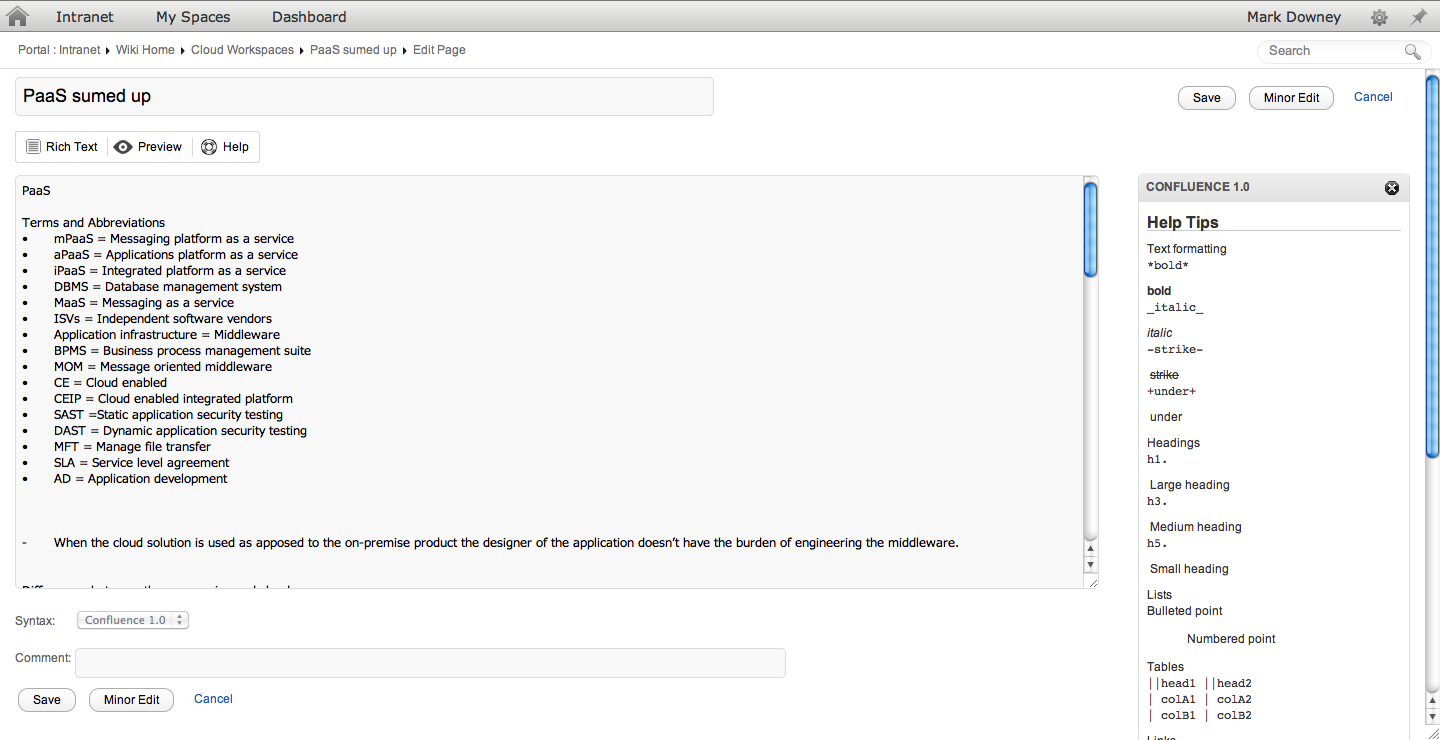 Intranet My Spaces Dashboard Mark Downey
Portal : Intranet Wiki Home Cloud Workspaces PaaS sumed up Edit Page
Search
PaaS sumed up
Save Minor Edit Cancel
Rich Text Preview Help
PaaS
Terms and Abbreviations
• mPaaS = Messaging platform as a service
• aPaaS = Applications platform as a service
• iPaaS = Integrated platform as a service
• DBMS = Database management system
• MaaS = Messaging as a service
• ISVs = Independent software vendors
• Application infrastructure = Middleware
• BPMS = Business process management suite
• MOM = Message oriented middleware
• CE = Cloud enabled
• CEIP = Cloud enabled integrated platform
• SAST =Static application security testing
• DAST = Dynamic application security testing
• MFT = Manage file transfer
• SLA = Service level agreement
• AD = Application development
- When the cloud solution is used as apposed to the on-premise product the designer of the application doesn't have the burden of engineering the middleware.
Syntax: Confluence 1.0
Comment:
Save Minor Edit Cancel
CONFLUENCE 1.0
Help Tips
Text formatting
*bold*
bold
_italic_
italic
-strike-
strike
+under+
under
Headings
h1.
Large heading
h3.
Medium heading
h5.
Small heading
Lists
Bulleted point
Numbered point
Tables
||head1 ||head2
| colA1 | colA2
| colB1 | colB2
Links